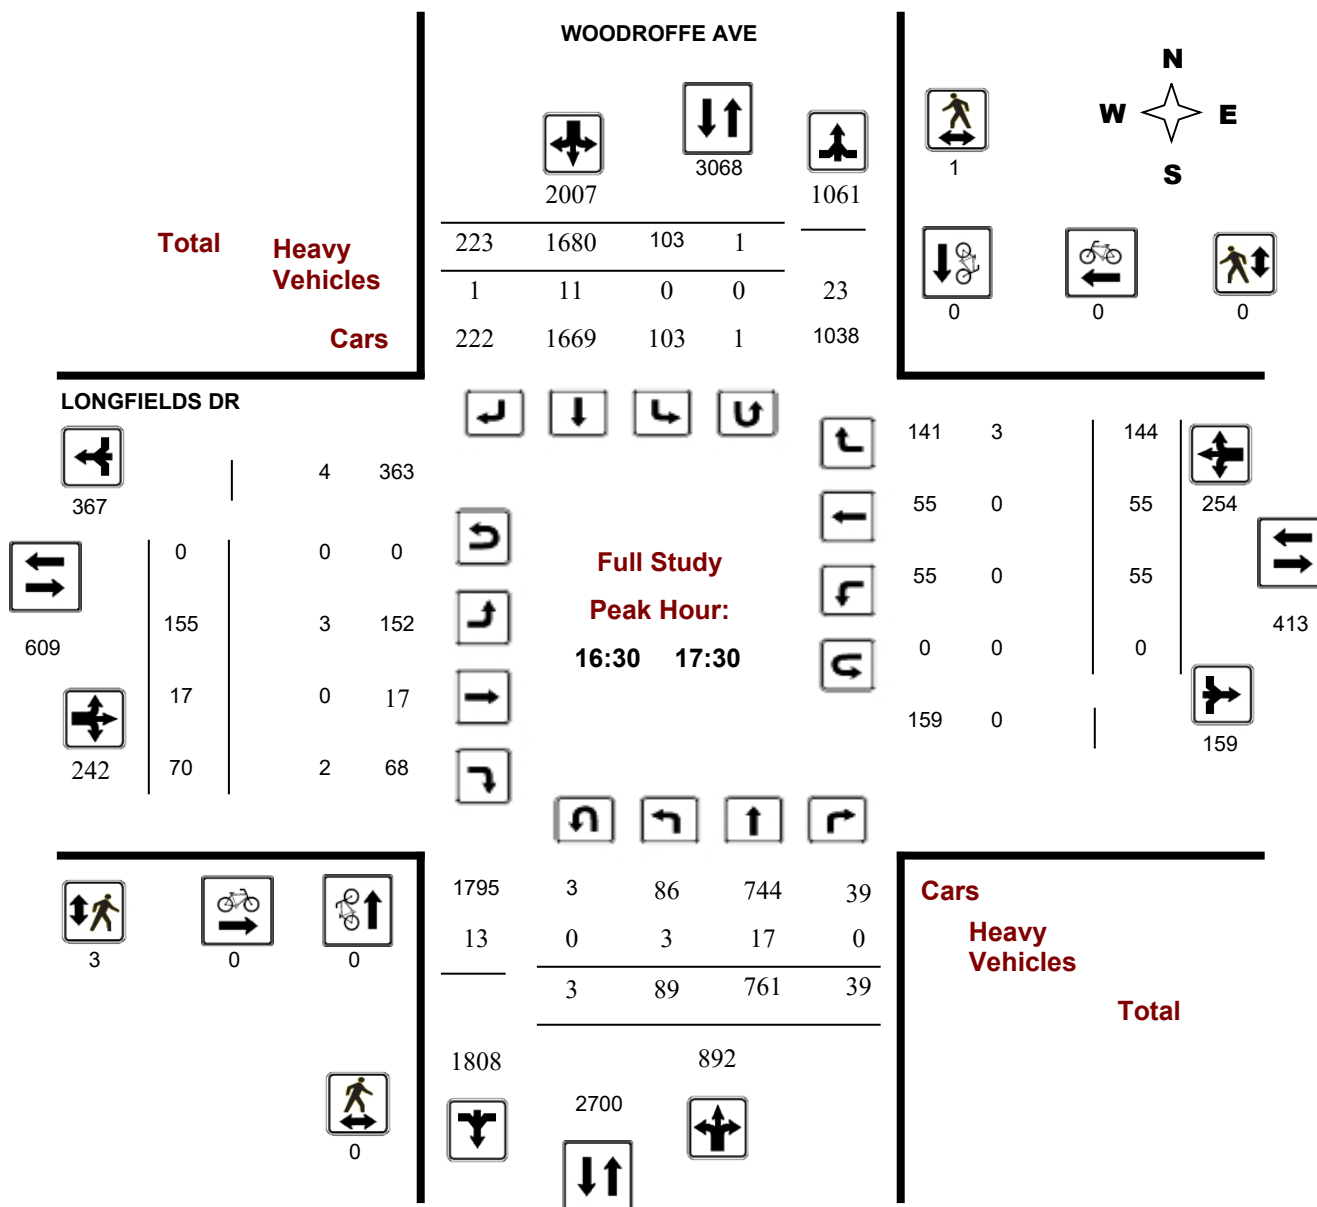 WOODROFFE AVE
N
W E
S
3068
2007 1061
1
Total Heavy Vehicles
223 1680 103 1
1 11 0 0 23
0 0 0
Cars 222 1669 103 1 1038
LONGFIELDS DR
141 3 144
4 363
367
55 0 55 254
0 0 0
Full Study
55 0 55
Peak Hour:
155 3 152
413
609
16:30 17:30
0 0 0
17 0 17
159 0
159
242 70 2 68
1795 3 86 744 39
Cars
13 0 3 17 0
Heavy
Vehicles
3 0 0
3 89 761 39
Total
1808 892
2700
0